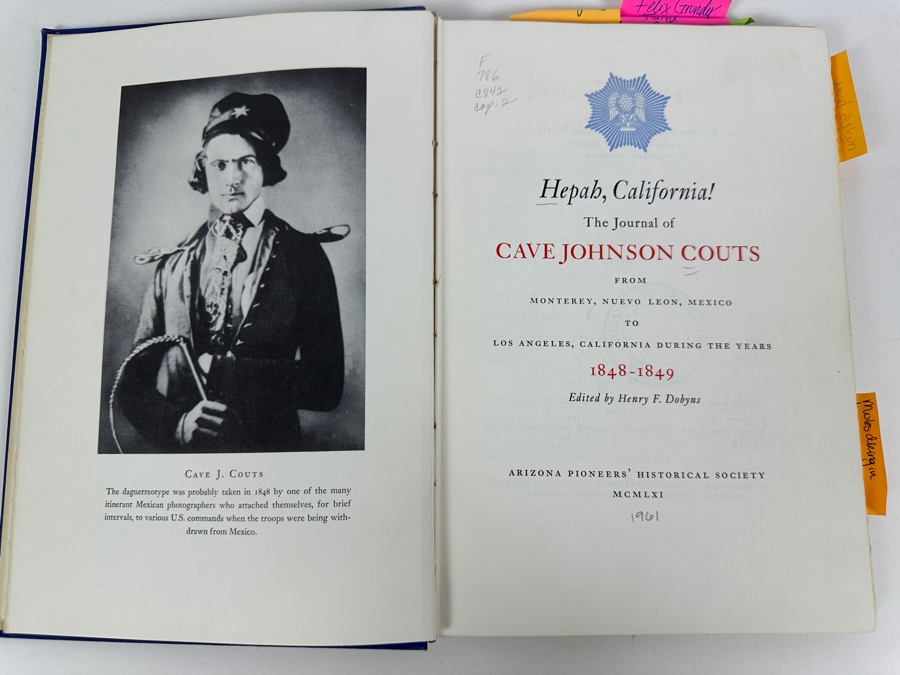 CAVE J. COUTS
The daguerreotype was probably taken in 1848 by one of the many
itinerant Mexican photographers who attached themselves, for brief
intervals, to various U.S. commands when the troops were being with-
drawn from Mexico.
Felix Grunder
F
786
C842
cop. 2
Hepah, California!
The Journal of
CAVE JOHNSON COUTS
FROM
MONTEREY, NUEVO LEON, MEXICO
TO
LOS ANGELES, CALIFORNIA DURING THE YEARS
1848-1849
Edited by Henry F. Dobyns
ARIZONA PIONEERS' HISTORICAL SOCIETY
MCMLXI
1961